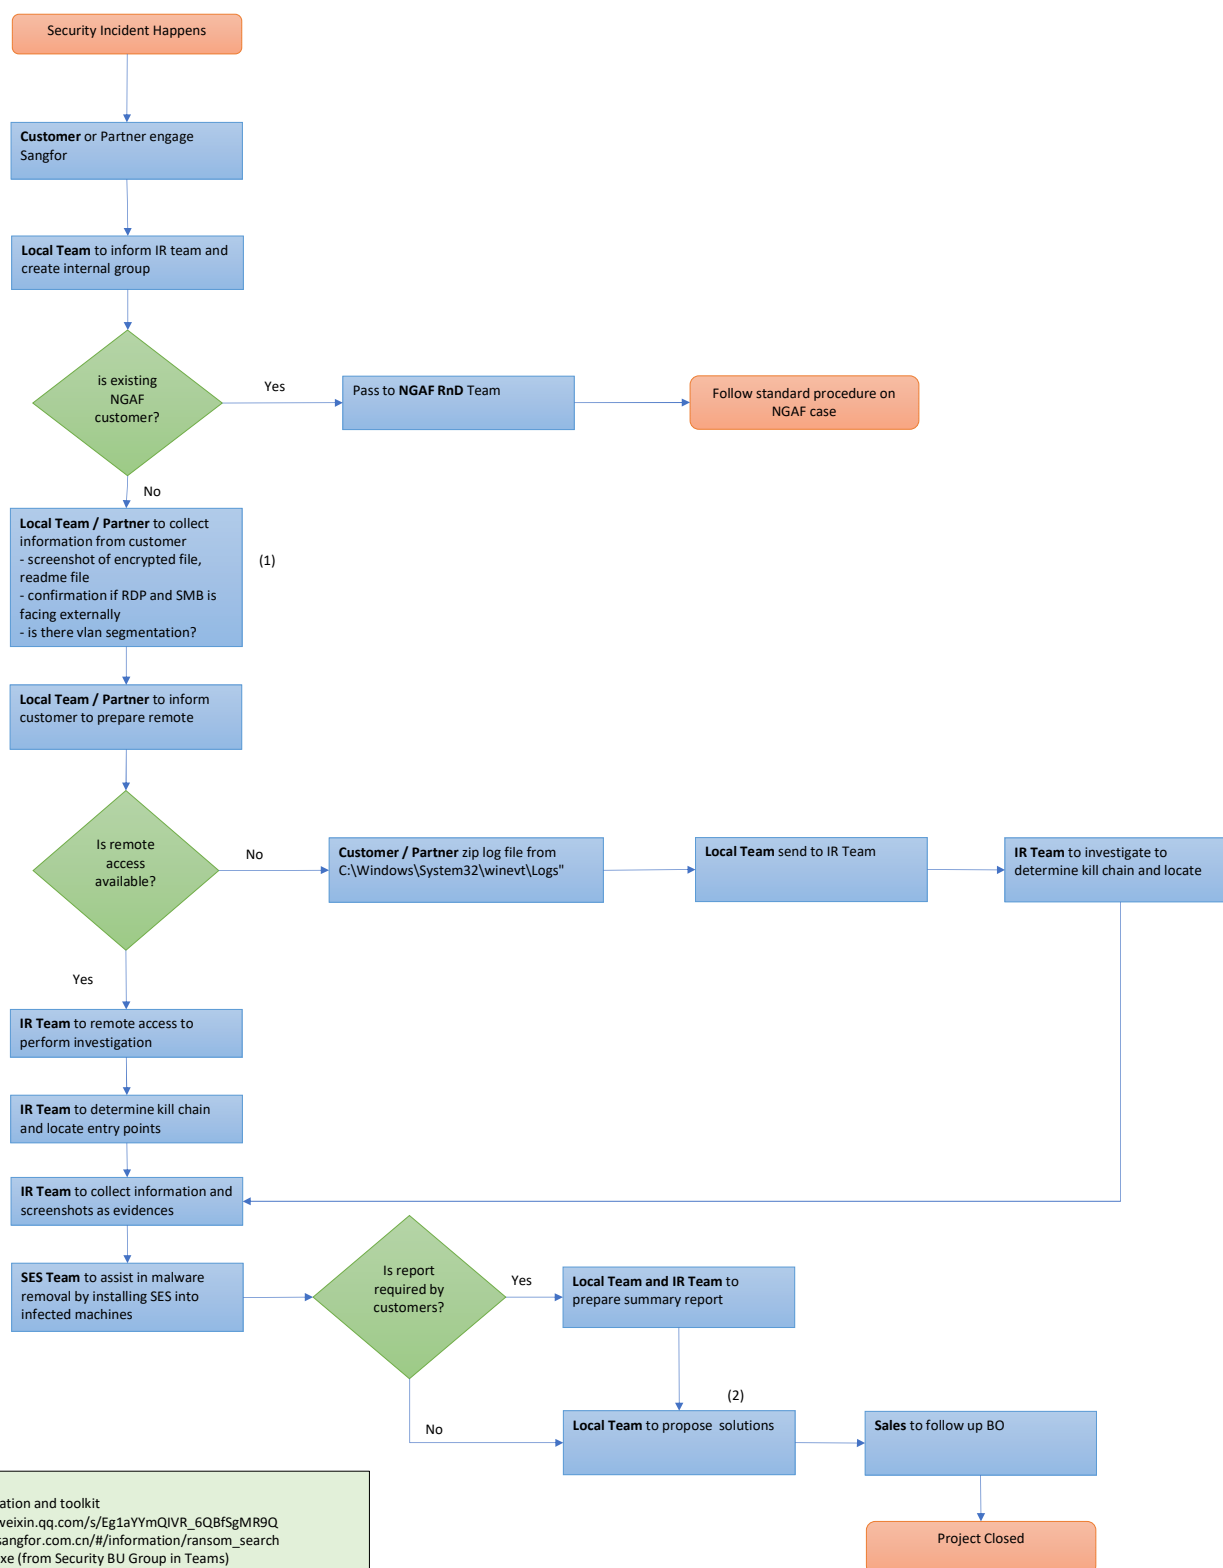 Security Incident Happens
Customer or Partner engage
Sangfor
Local Team to inform IR team and
create internal group
is existing
NGAF
customer?
Yes
Pass to NGAF RnD Team
Follow standard procedure on
NGAF case
No
Local Team / Partner to collect
information from customer
- screenshot of encrypted file,
readme file
- confirmation if RDP and SMB is
facing externally
- is there vlan segmentation?
(1)
Local Team / Partner to inform
customer to prepare remote
Is remote
access
available?
No
Customer / Partner zip log file from
C:\Windows\System32\winevt\Logs"
Local Team send to IR Team
IR Team to investigate to
determine kill chain and locate
Yes
IR Team to remote access to
perform investigation
IR Team to determine kill chain
and locate entry points
IR Team to collect information and
screenshots as evidences
SES Team to assist in malware
removal by installing SES into
infected machines
Is report
required by
customers?
Yes
Local Team and IR Team to
prepare summary report
(2)
No
Local Team to propose  solutions
Sales to follow up BO
Project Closed
ation and toolkit
weixin.qq.com/s/Eg1aYYmQIVR_6QBfSgMR9Q
sangfor.com.cn/#/information/ransom_search
xe (from Security BU Group in Teams)